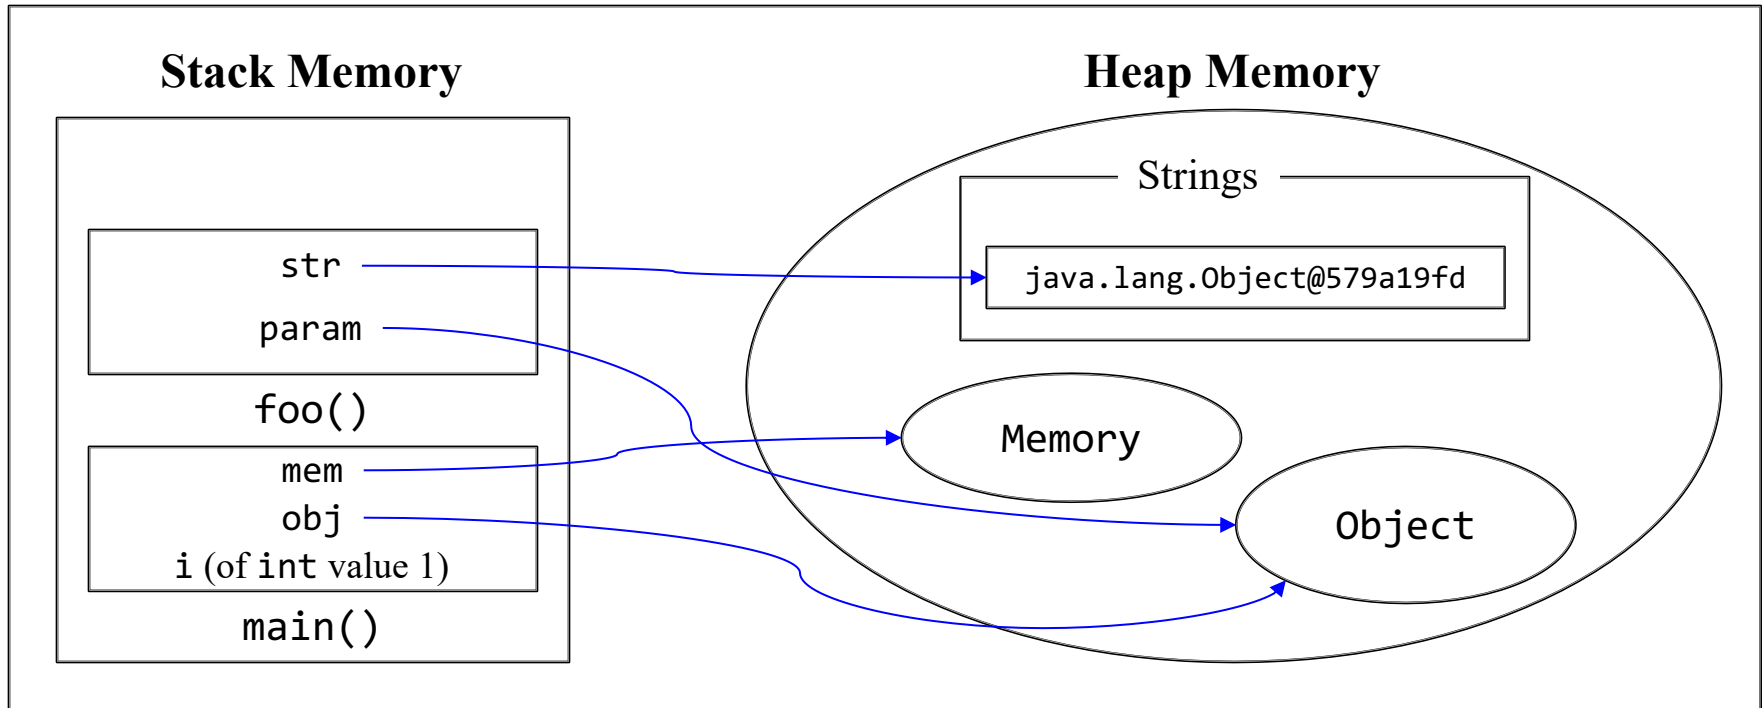 Stack Memory
str
param
foo()
mem
obj
i (of int value 1)
main()
Heap Memory
Strings
java.lang.Object@579a19fd
Memory
Object